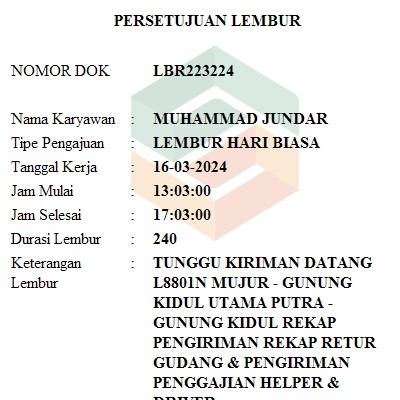 PERSETUJUAN LEMBUR
NOMOR DOK LBR223224
Nama Karyawan : MUHAMMAD JUNDAR
Tipe Pengajuan : LEMBUR HARI BIASA
Tanggal Kerja : 16-03-2024
Jam Mulai : 13:03:00
Jam Selesai : 17:03:00
Durasi Lembur : 240
Keterangan : TUNGGU KIRIMAN DATANG
Lembur L8801N MUJUR - GUNUNG
KIDUL UTAMA PUTRA -
GUNUNG KIDUL REKAP
PENGIRIMAN REKAP RETUR
GUDANG & PENGIRIMAN
PENGGAJIAN HELPER &
DRIVER